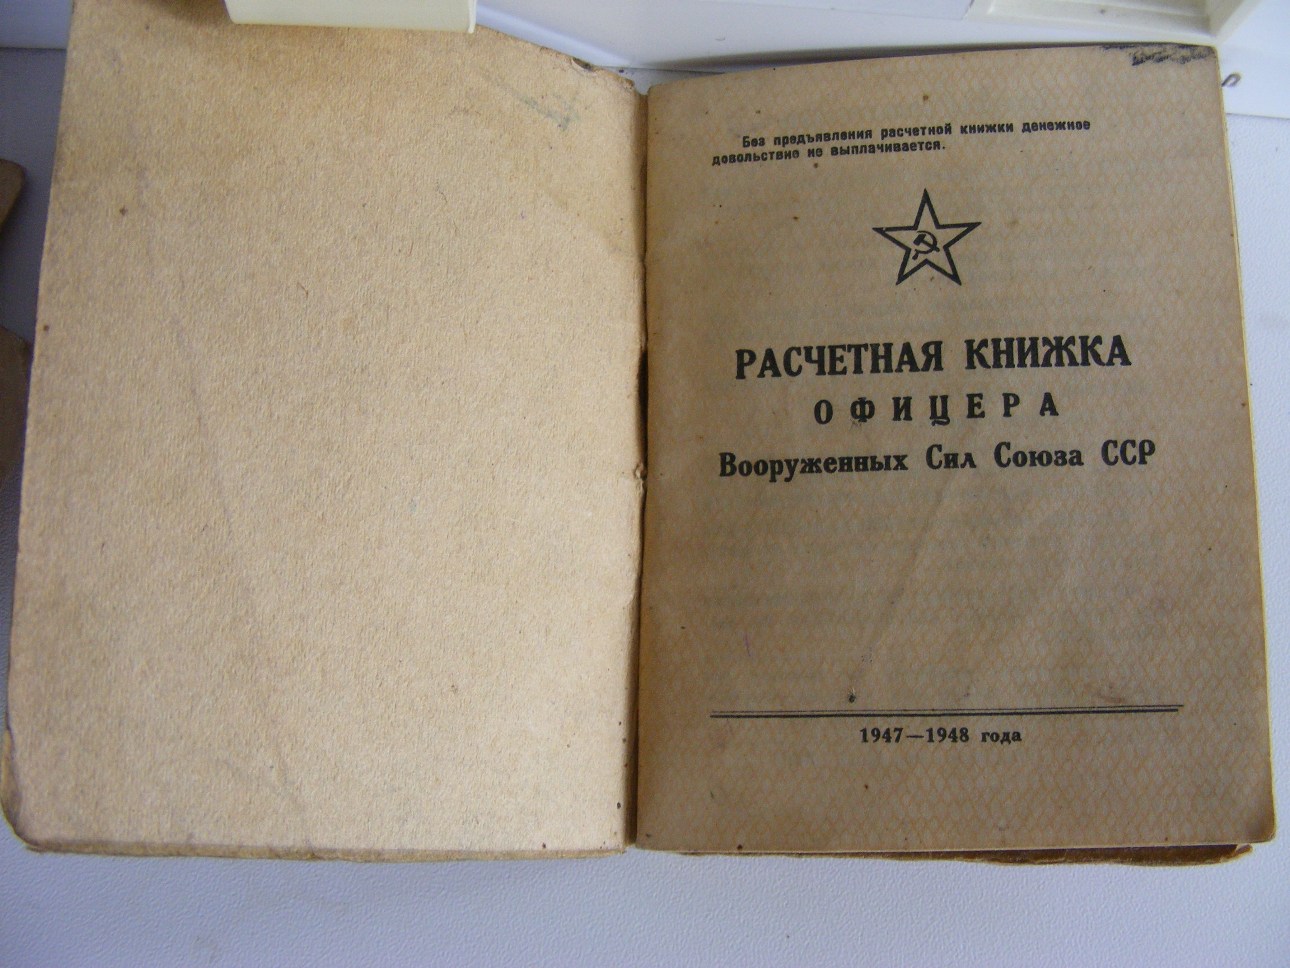 Без предъявления расчетной книжки денежное
довольствие не выплачивается.
РАСЧЕТНАЯ КНИЖКА
ОФИЦЕРА
Вооруженных Сил Союза ССР
1947—1948 года